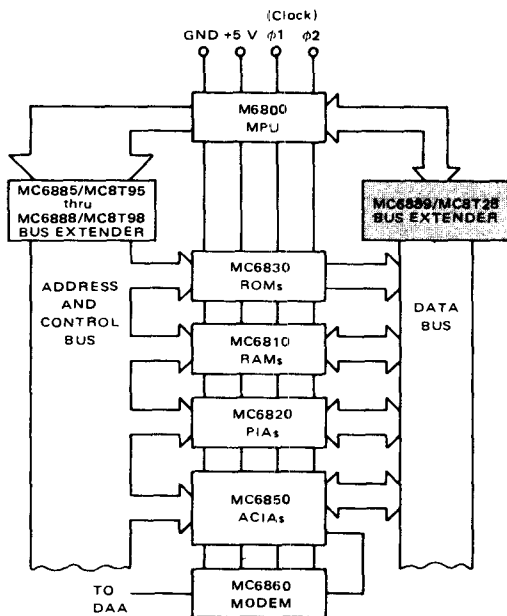 (Clock)
GND +5 V ϕ1 ϕ2
M6800
MPU
MC6885/MC8T95
thru
MC6888/MC8T98
BUS EXTENDER
MC6889/MC8T28
BUS EXTENDER
ADDRESS
AND
CONTROL
BUS
MC6830
ROMs
DATA
BUS
MC6810
RAMs
MC6820
PIAs
MC6850
ACIAs
TO
DAA
MC6860
MODEM